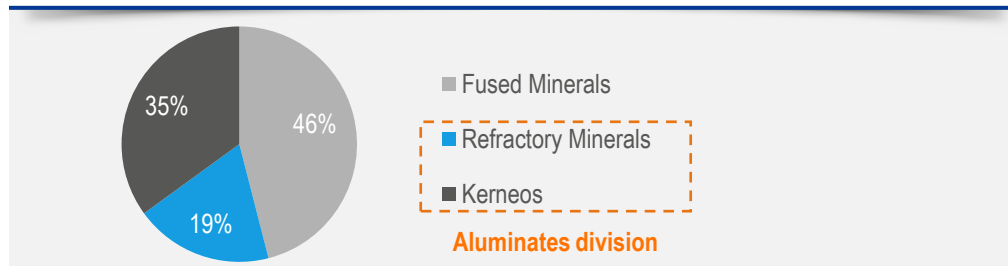 Fused Minerals
35%
46%
Refractory Minerals
Kerneos
19%
Aluminates division